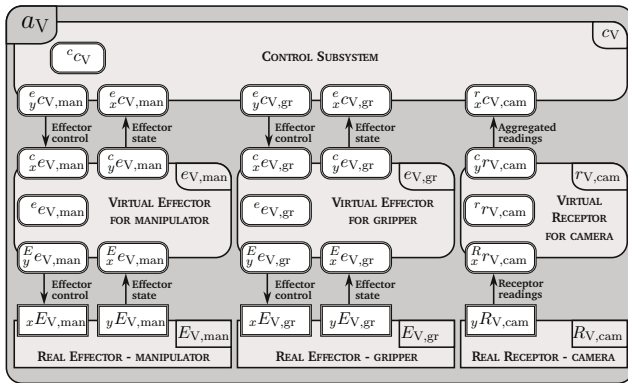 a_V
c_V
^c c_V
CONTROL SUBSYSTEM
^e_y c_V,man ^e_x c_V,man ^e_y c_V,gr ^e_x c_V,gr ^r_x c_V,cam
Effector control
Effector state
Effector control
Effector state
Aggregated readings
^c_x e_V,man ^c_y e_V,man e_V,man ^c_x e_V,gr ^c_y e_V,gr e_V,gr ^c_y r_V,cam r_V,cam
^e e_V,man
VIRTUAL EFFECTOR
FOR MANIPULATOR
^e e_V,gr
VIRTUAL EFFECTOR
FOR GRIPPER
^r r_V,cam
VIRTUAL
RECEPTOR
FOR CAMERA
^E_y e_V,man ^E_x e_V,man ^E_y e_V,gr ^E_x e_V,gr ^R_x r_V,cam
Effector control
Effector state
Effector control
Effector state
Receptor readings
_x E_V,man _y E_V,man E_V,man _x E_V,gr _y E_V,gr E_V,gr _y R_V,cam R_V,cam
REAL EFFECTOR - MANIPULATOR
REAL EFFECTOR - GRIPPER
REAL RECEPTOR - CAMERA